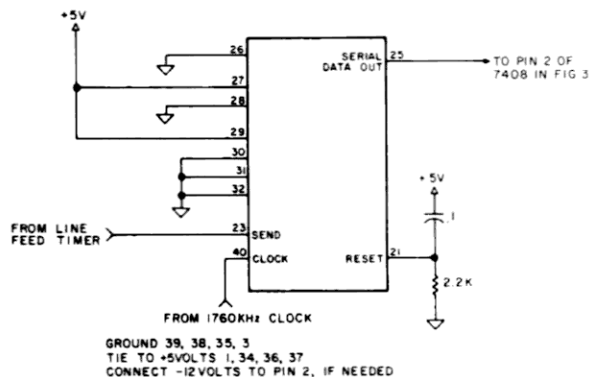 +5V
26
27
28
29
30
31
32
SERIAL
DATA OUT
25
TO PIN 2 OF
7408 IN FIG 3
+5V
.1
FROM LINE
FEED TIMER
23
SEND
40
CLOCK
RESET
21
2.2K
FROM 1760KHz CLOCK
GROUND 39, 38, 35, 3
TIE TO +5VOLTS 1, 34, 36, 37
CONNECT -12VOLTS TO PIN 2, IF NEEDED